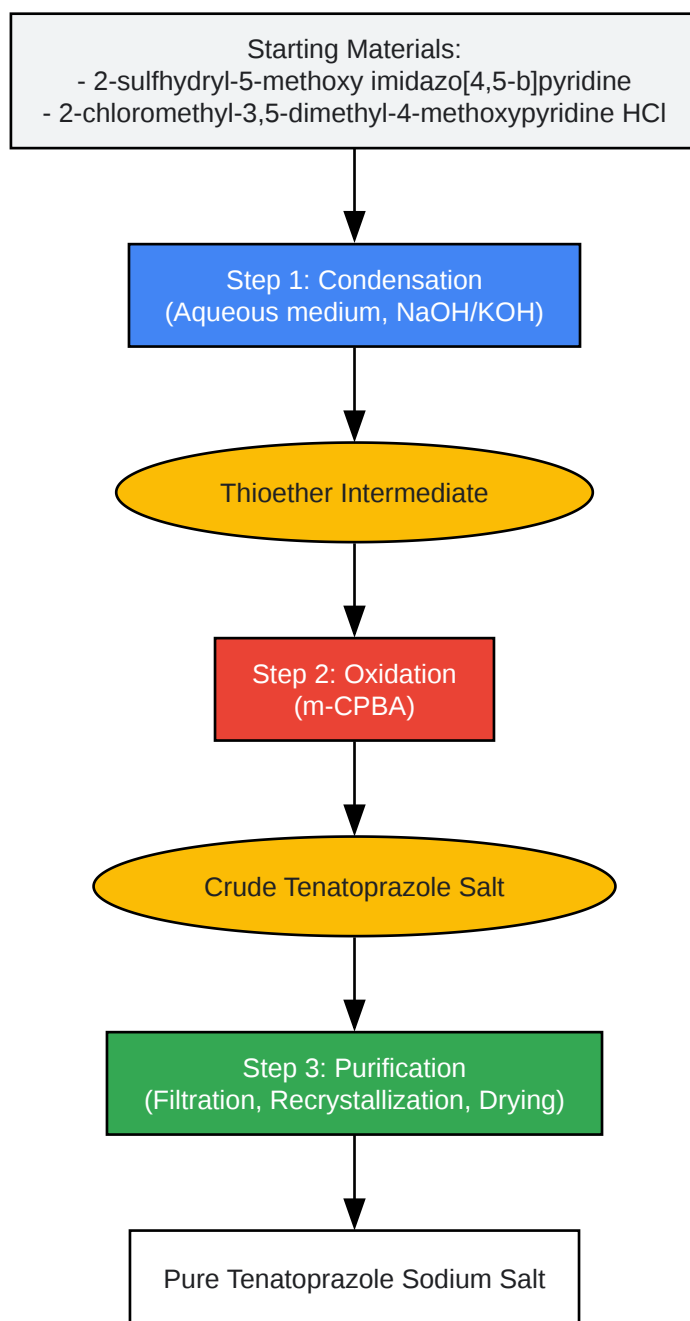 Starting Materials:
- 2-sulfhydryl-5-methoxy imidazo[4,5-b]pyridine
- 2-chloromethyl-3,5-dimethyl-4-methoxypyridine HCl
Step 1: Condensation
(Aqueous medium, NaOH/KOH)
Thioether Intermediate
Step 2: Oxidation
(m-CPBA)
Crude Tenatoprazole Salt
Step 3: Purification
(Filtration, Recrystallization, Drying)
Pure Tenatoprazole Sodium Salt